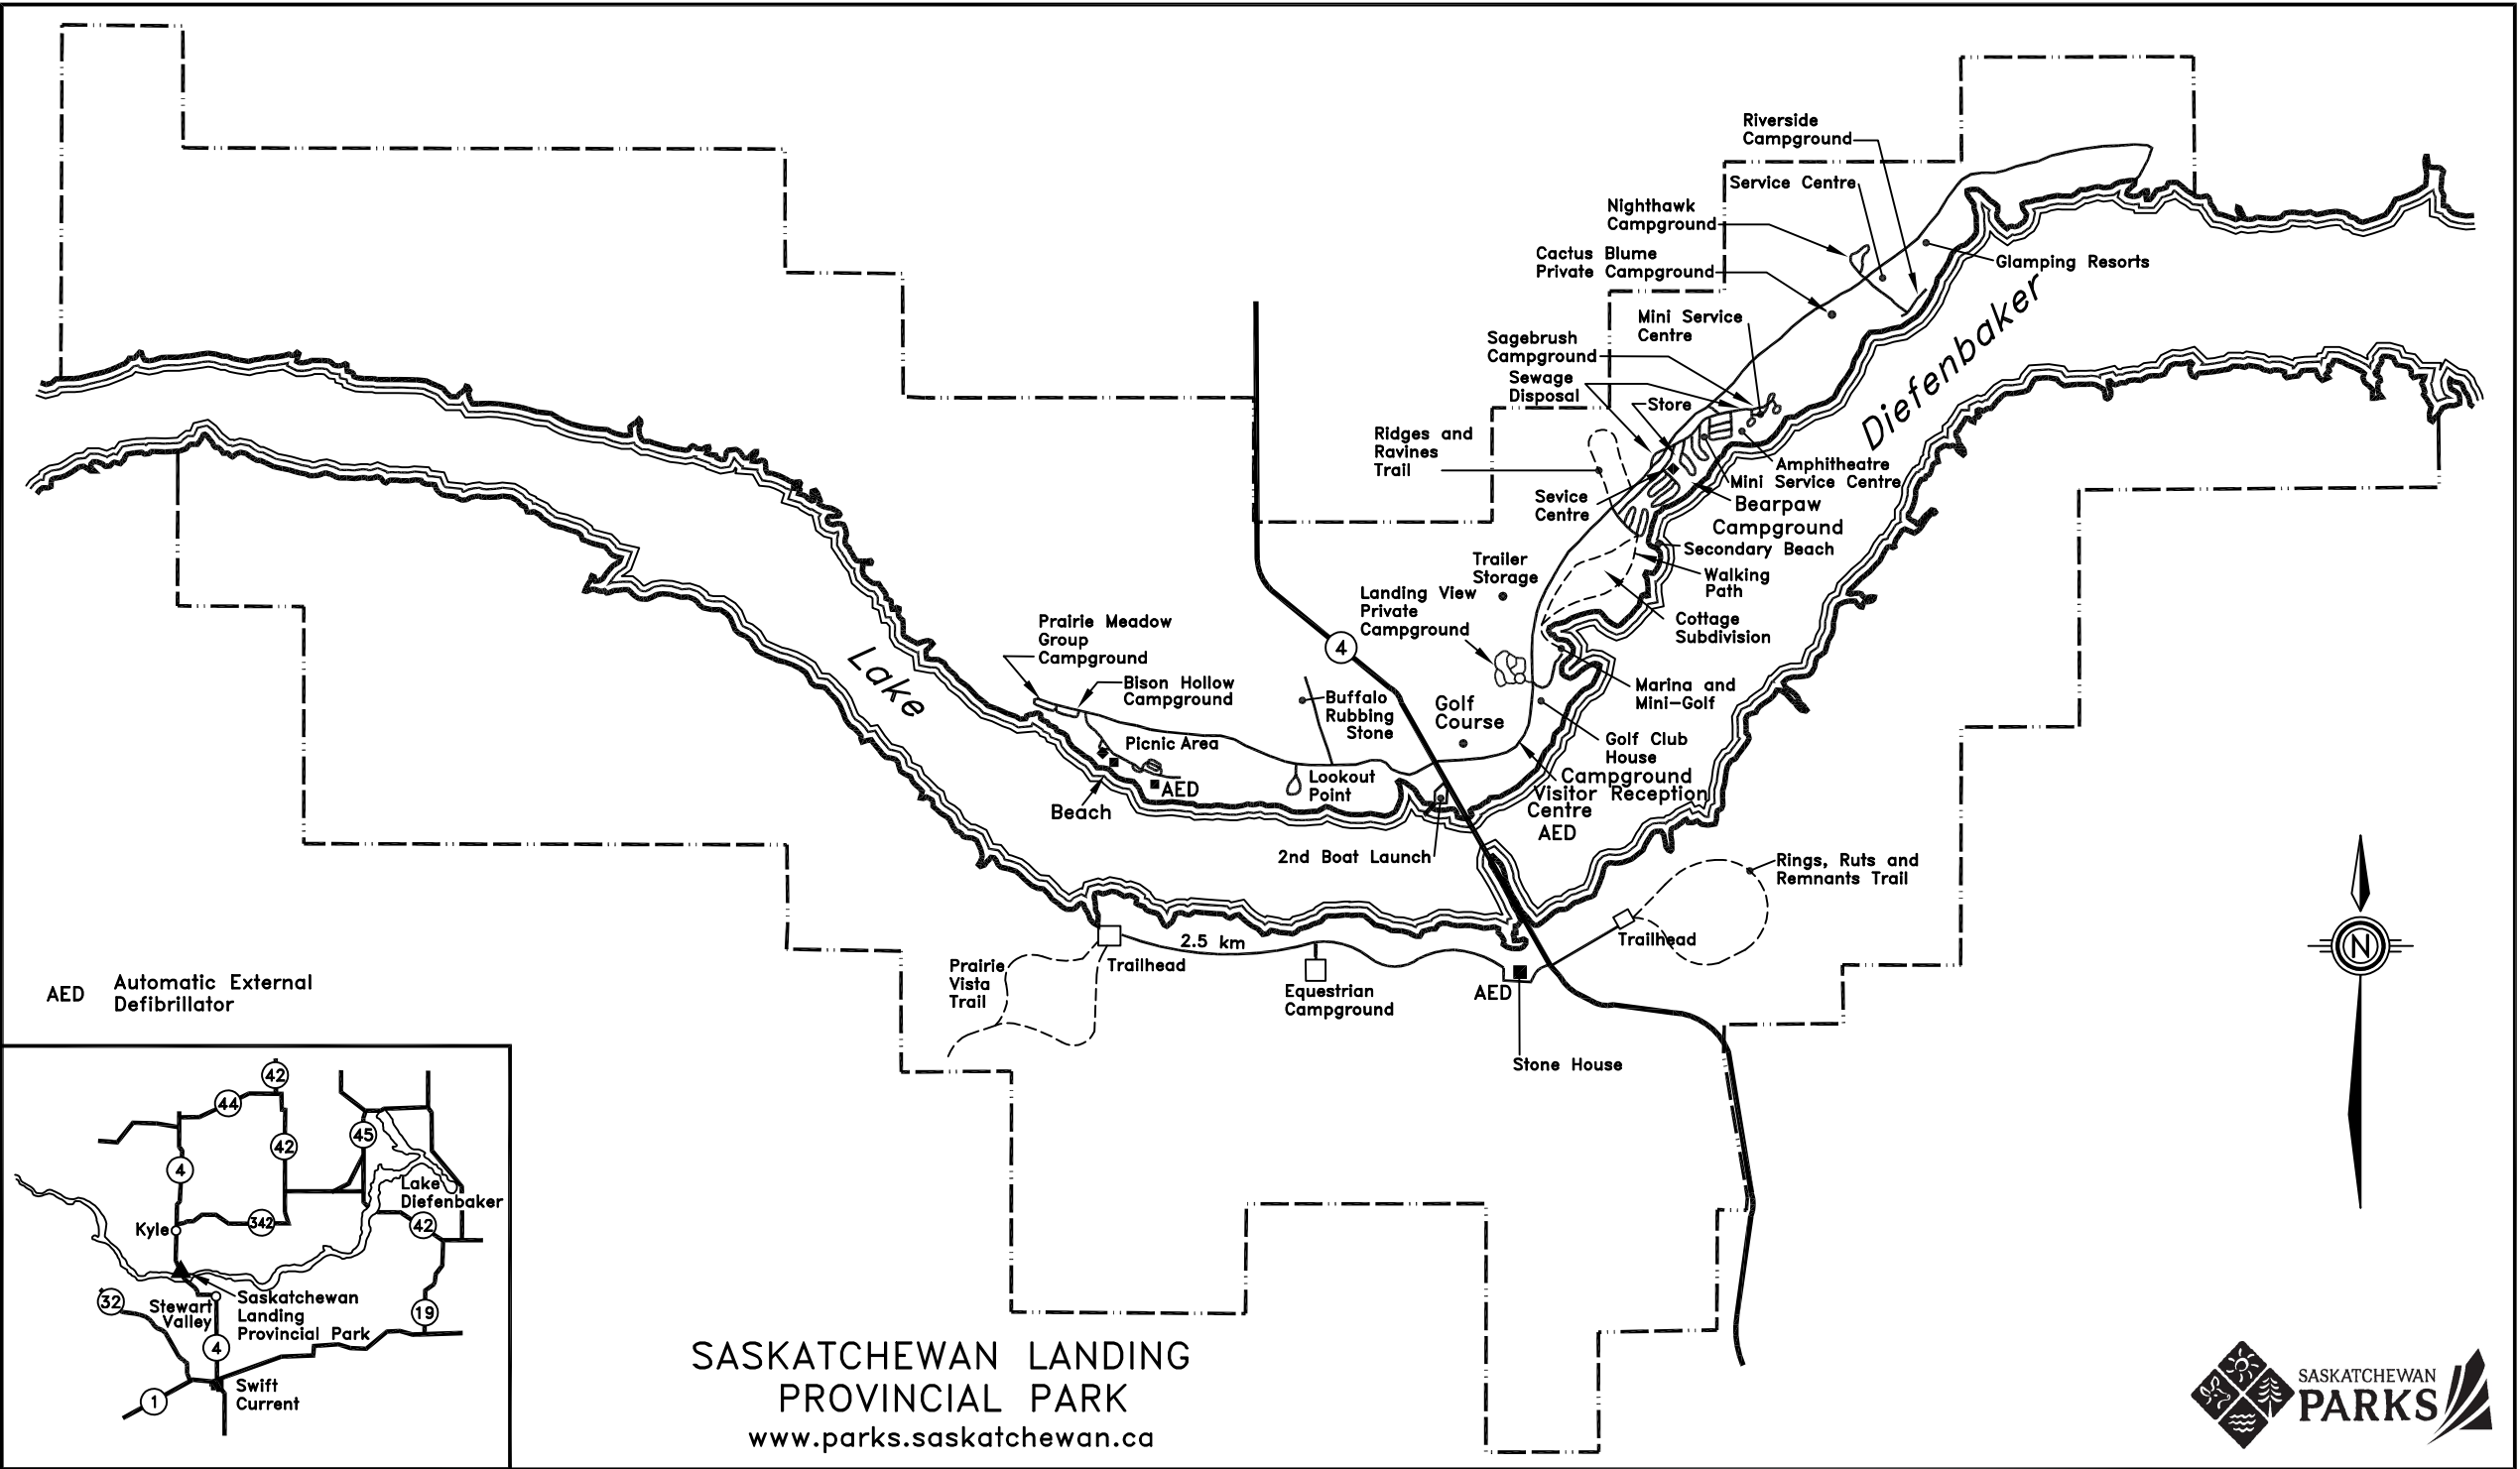 Riverside
Campground
Service Centre
Nighthawk
Campground
Cactus Blume
Private Campground
Glamping Resorts
Mini Service
Centre
Sagebrush
Campground
Sewage
Disposal
Store
Ridges and
Ravines
Trail
Amphitheatre
Mini Service Centre
Sevice
Centre
Bearpaw
Campground
Secondary Beach
Walking
Path
Trailer
Storage
Landing View
Private
Campground
Cottage
Subdivision
Lake
Diefenbaker
4
Prairie Meadow
Group
Campground
Bison Hollow
Campground
Picnic Area
AED
Beach
Buffalo
Rubbing
Stone
Lookout
Point
Golf
Course
Marina and
Mini-Golf
Golf Club
House
Campground
Visitor Reception
Centre
AED
2nd Boat Launch
Rings, Ruts and
Remnants Trail
Trailhead
2.5 km
Trailhead
Prairie
Vista
Trail
Equestrian
Campground
AED
Stone House
N
AED Automatic External
Defibrillator
42
44
42
45
4
Lake
Diefenbaker
Kyle
342
42
32
Stewart
Valley
Saskatchewan
Landing
Provincial Park
19
4
Swift
Current
1
SASKATCHEWAN LANDING
PROVINCIAL PARK
www.parks.saskatchewan.ca
SASKATCHEWAN
PARKS